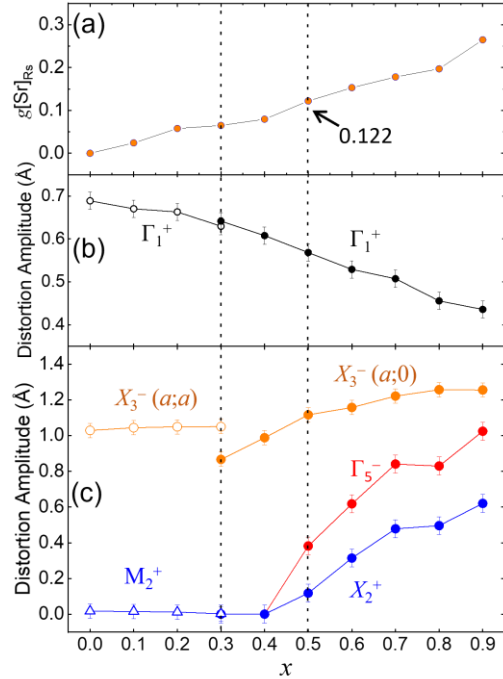 (a)
g[Sr]Rs
0.3
0.2
0.1
0.0
0.122
(b)
Distortion Amplitude (Å)
0.7
0.6
0.5
0.4
Γ₁⁺
Γ₁⁺
(c)
Distortion Amplitude (Å)
1.4
1.2
1.0
0.8
0.6
0.4
0.2
0.0
X₃⁻ (a;a)
X₃⁻ (a;0)
Γ₅⁻
M₂⁺
X₂⁺
0.0 0.1 0.2 0.3 0.4 0.5 0.6 0.7 0.8 0.9
x